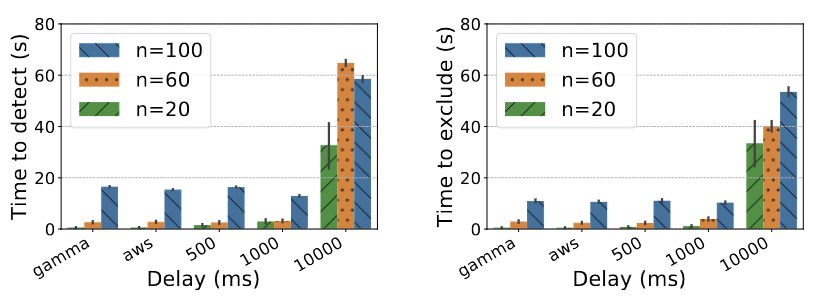 Time to detect (s)
80
60
40
20
0
n=100
n=60
n=20
gamma
aws
500
1000
10000
Delay (ms)
Time to exclude (s)
80
60
40
20
0
n=100
n=60
n=20
gamma
aws
500
1000
10000
Delay (ms)